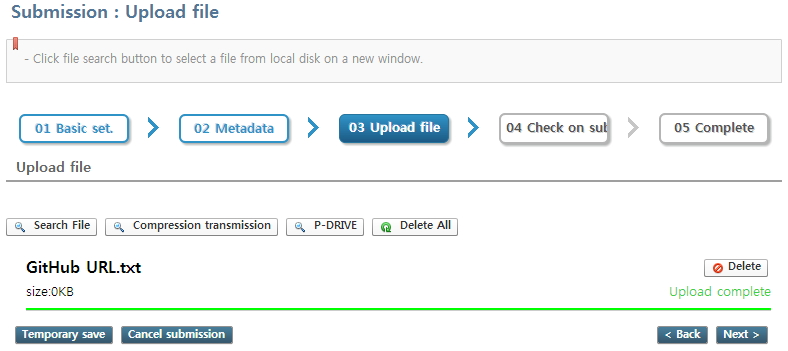 Submission : Upload file
- Click file search button to select a file from local disk on a new window.
01 Basic set.
02 Metadata
03 Upload file
04 Check on sub
05 Complete
Upload file
Search File
Compression transmission
P-DRIVE
Delete All
GitHub URL.txt
Delete
size:0KB
Upload complete
Temporary save
Cancel submission
< Back
Next >